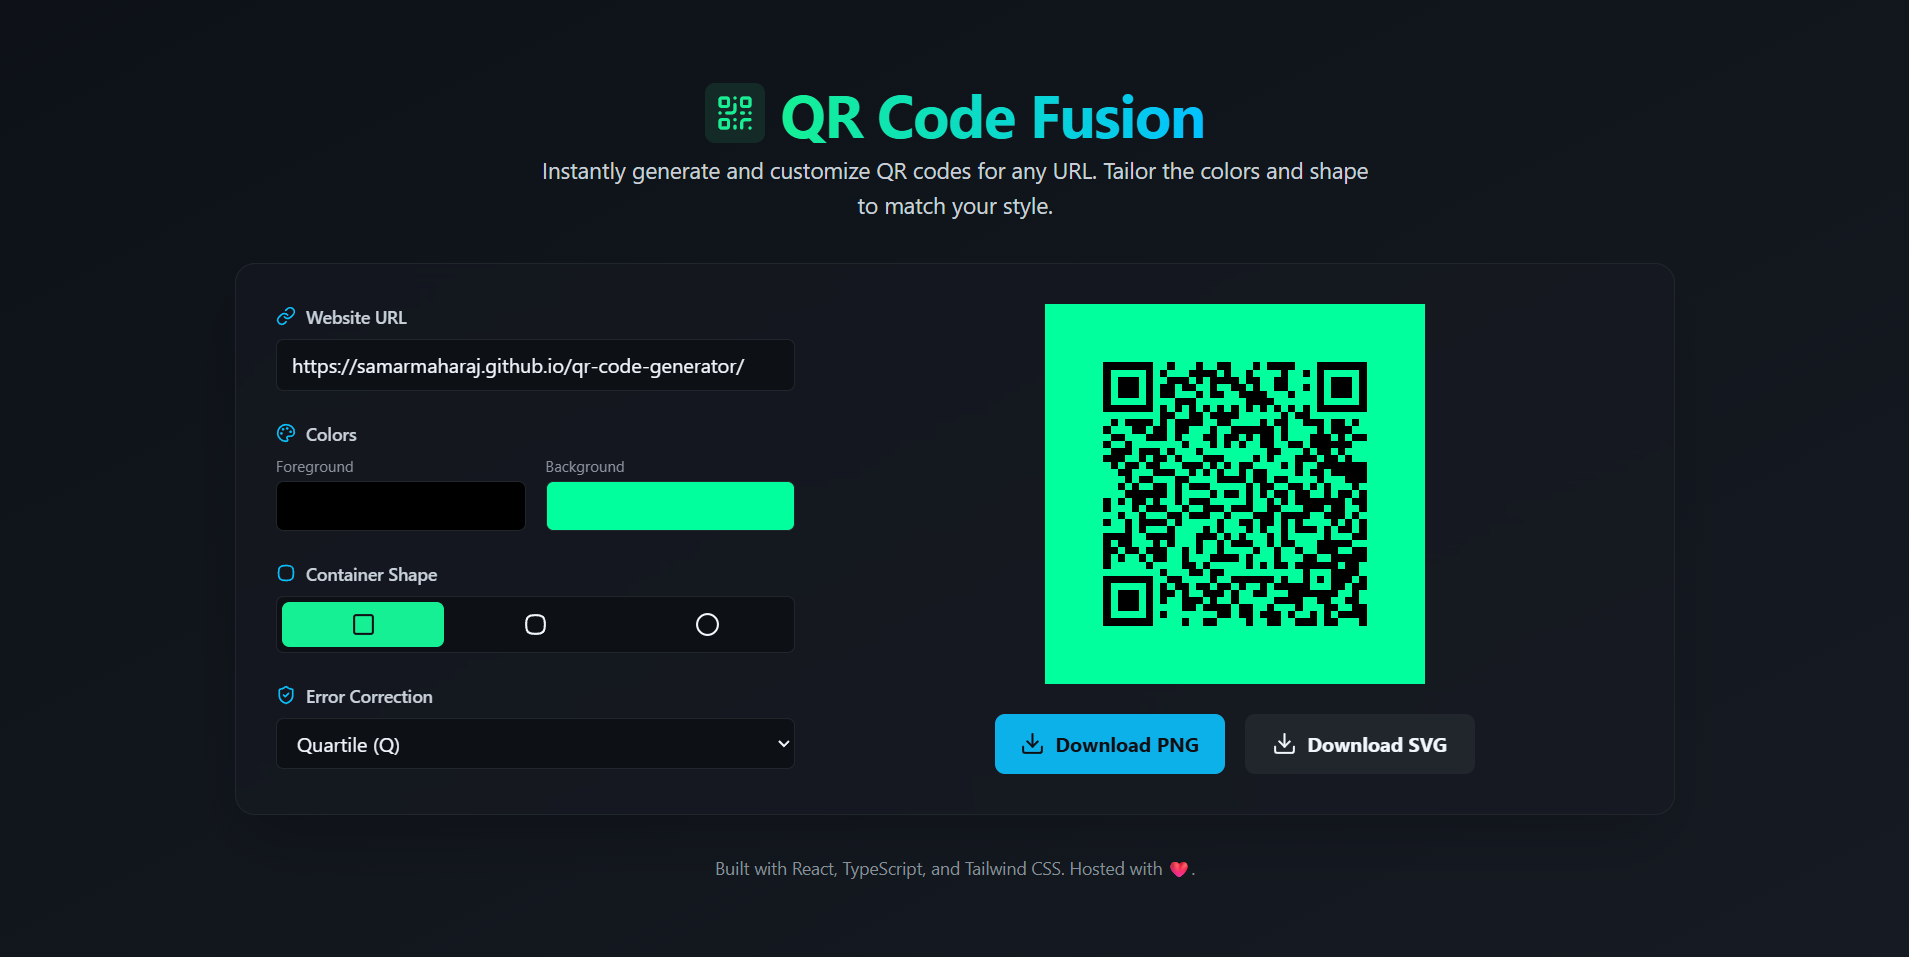 QR Code Fusion
Instantly generate and customize QR codes for any URL. Tailor the colors and shape
to match your style.
Website URL
https://samarmaharaj.github.io/qr-code-generator/
Colors
Foreground
Background
Container Shape
Error Correction
Quartile (Q)
Download PNG
Download SVG
Built with React, TypeScript, and Tailwind CSS. Hosted with ❤️.